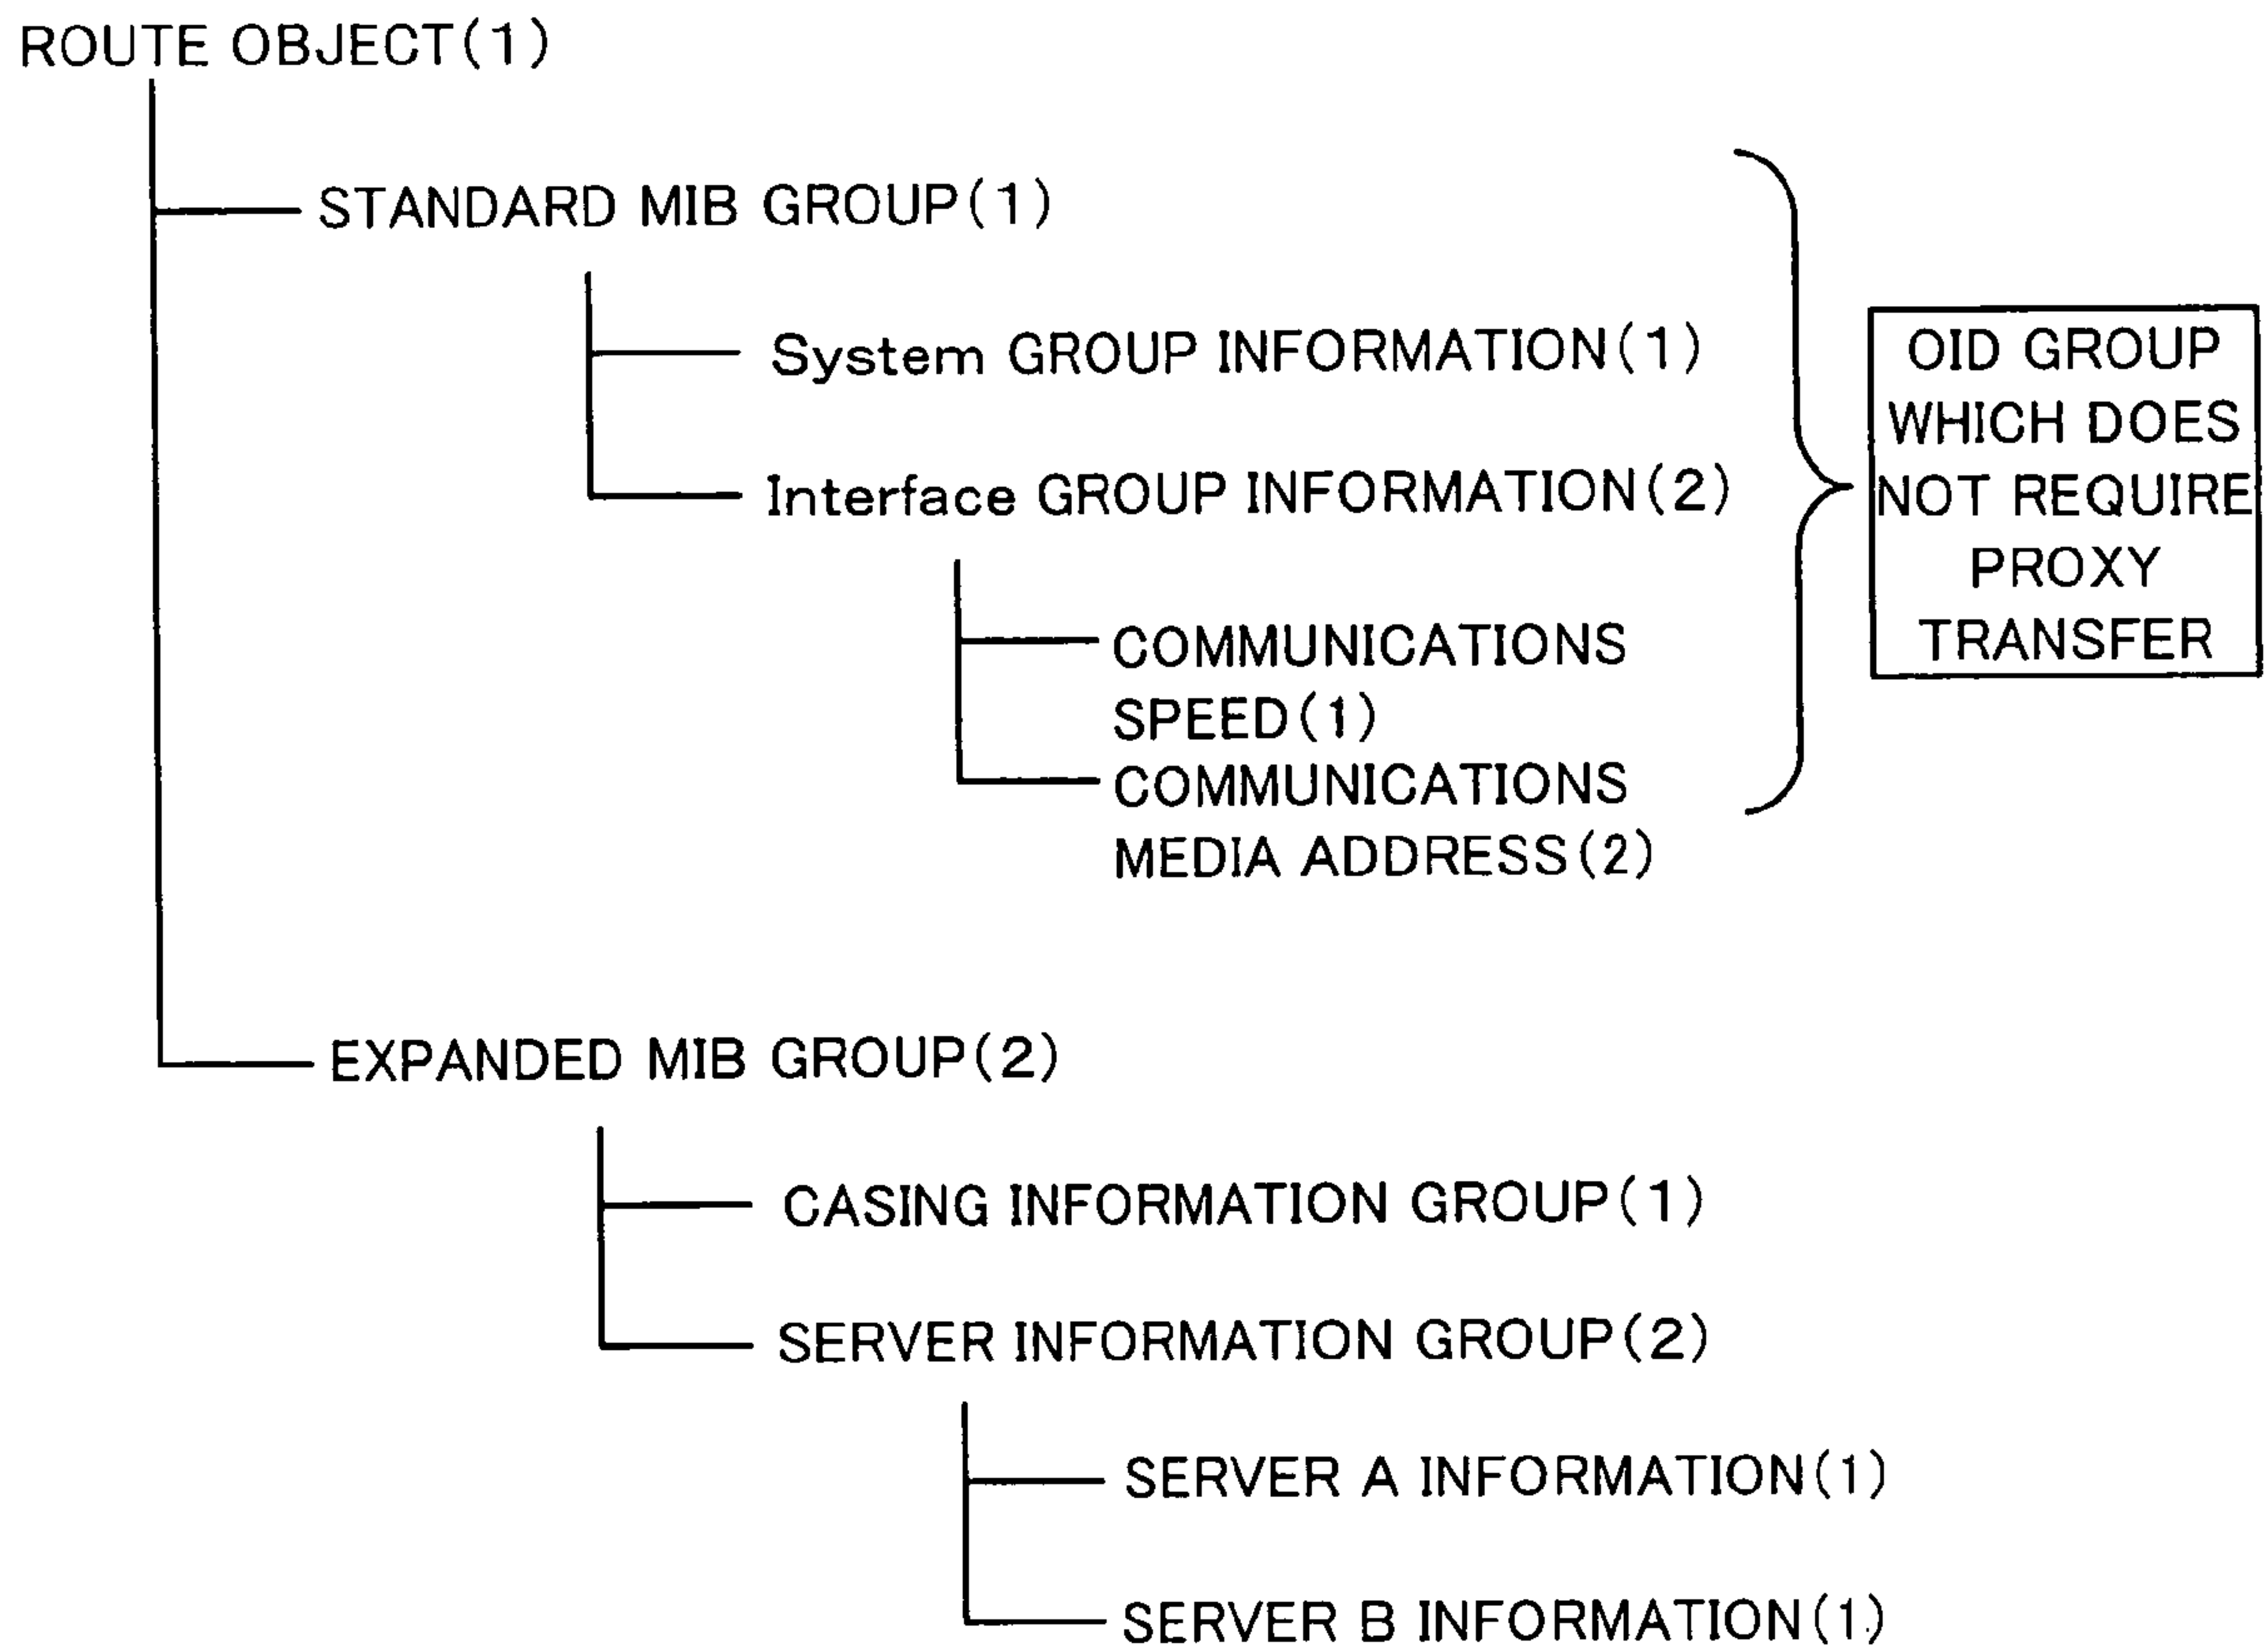 ROUTE OBJECT(1)
STANDARD MIB GROUP(1)
System GROUP INFORMATION(1)
Interface GROUP INFORMATION(2)
COMMUNICATIONS
SPEED(1)
COMMUNICATIONS
MEDIA ADDRESS(2)
OID GROUP
WHICH DOES
NOT REQUIRE
PROXY
TRANSFER
EXPANDED MIB GROUP(2)
CASING INFORMATION GROUP(1)
SERVER INFORMATION GROUP(2)
SERVER A INFORMATION(1)
SERVER B INFORMATION(1)